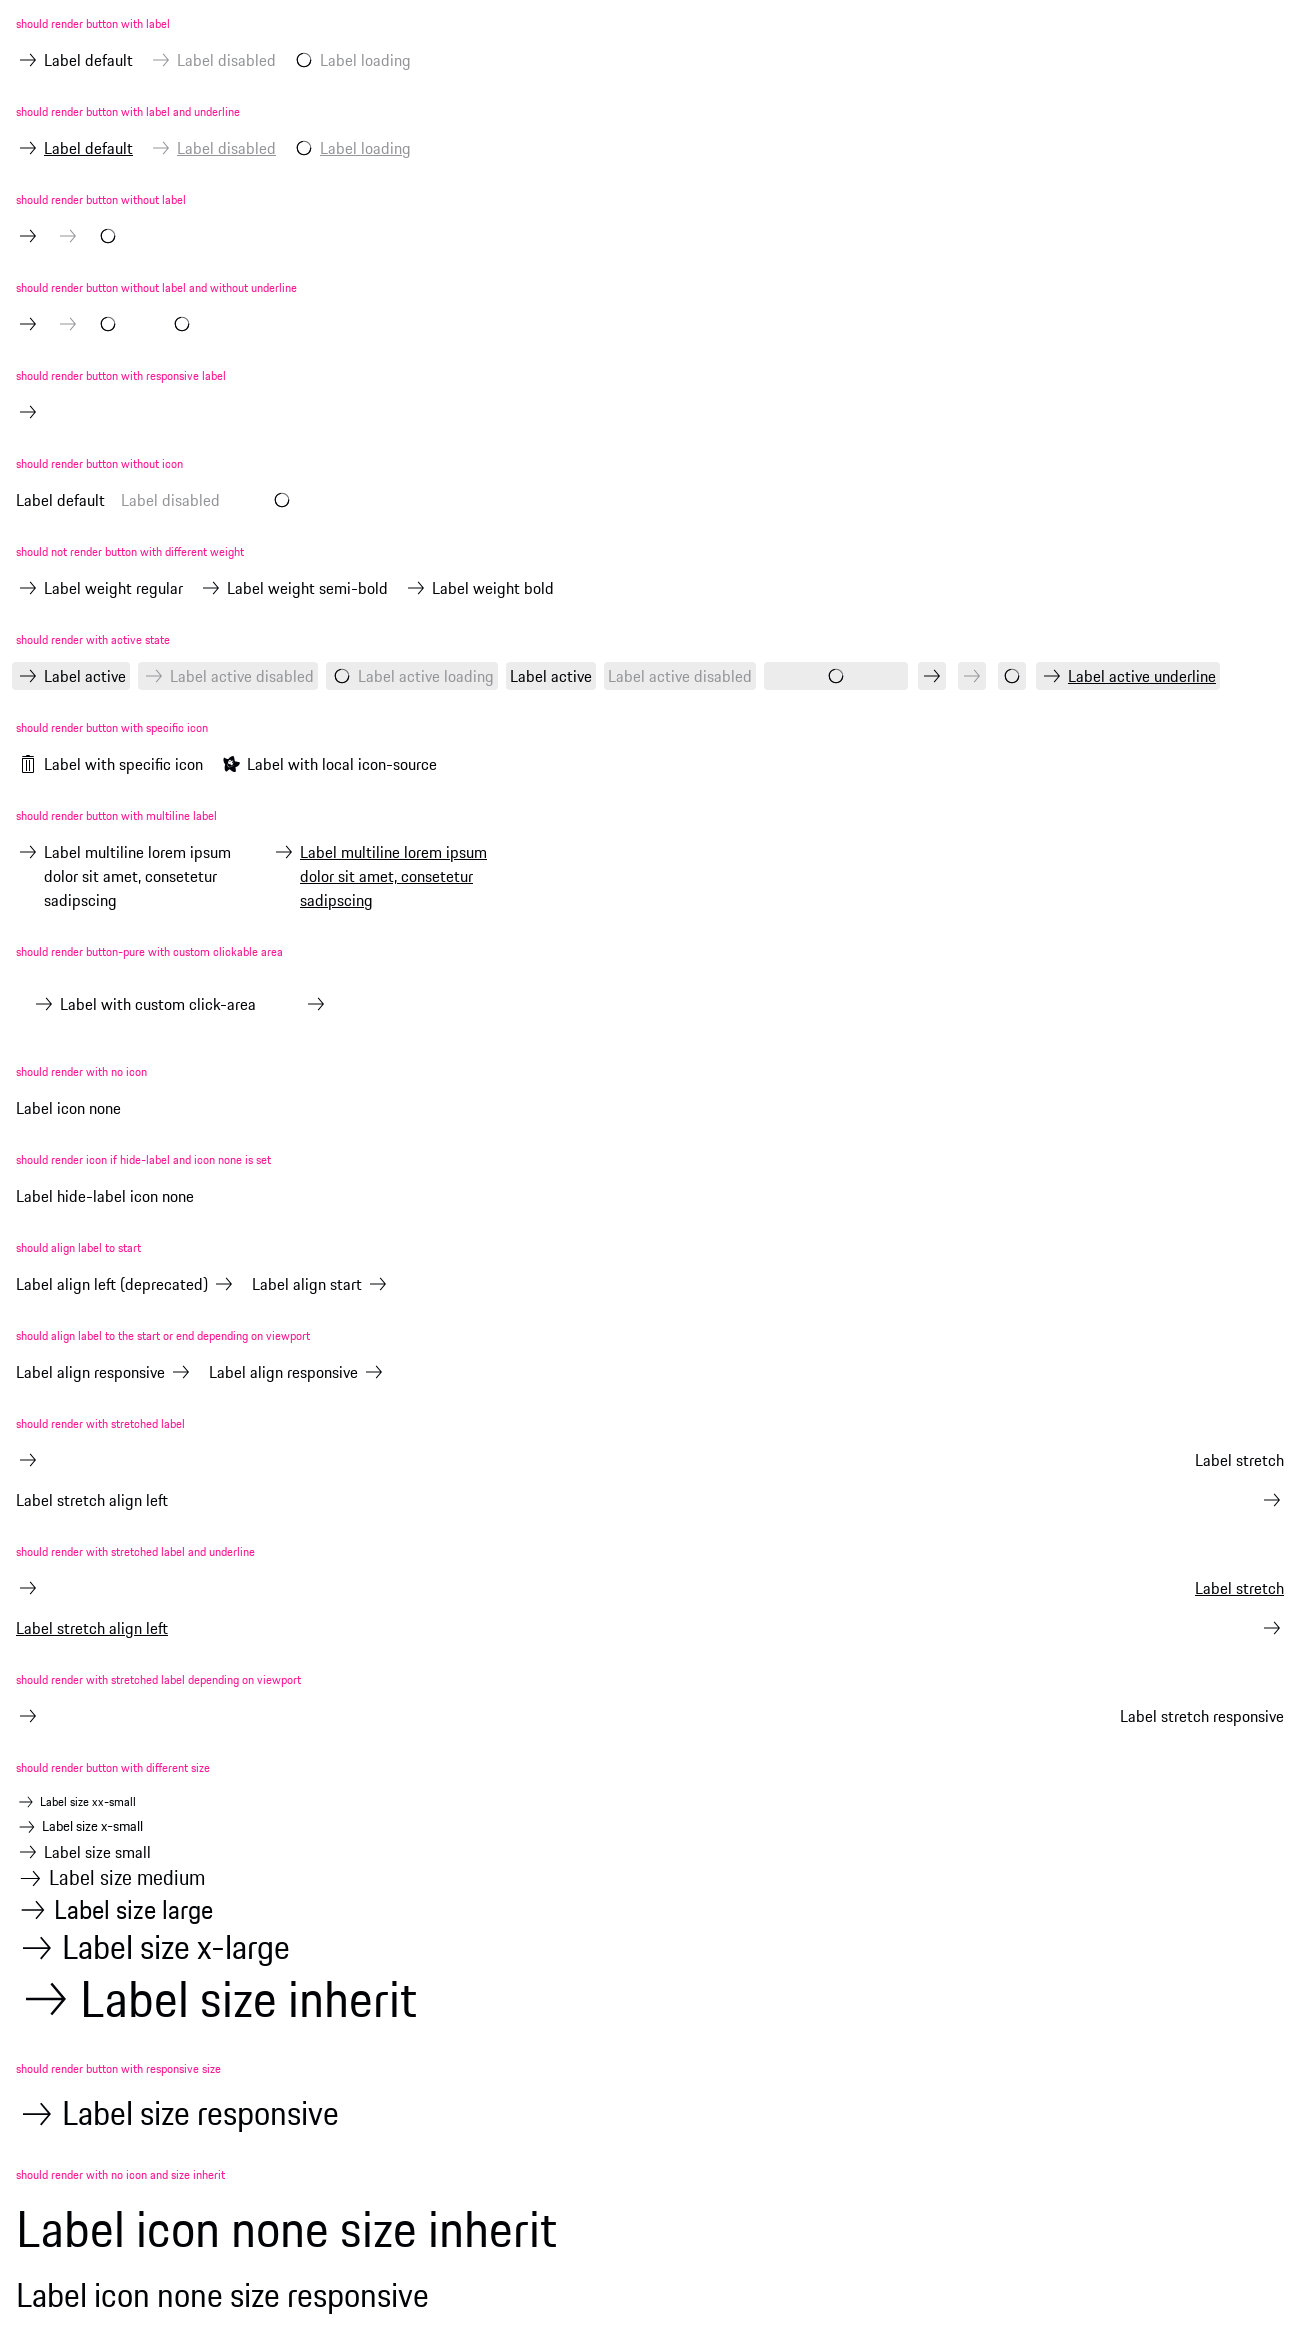 should render button with label
Label default Label disabled Label loading
should render button with label and underline
Label default Label disabled Label loading
should render button without label
should render button without label and without underline
should render button with responsive label
should render button without icon
Label default Label disabled
should not render button with different weight
Label weight regular Label weight semi-bold Label weight bold
should render with active state
Label active Label active disabled Label active loading Label active Label active disabled Label active underline
should render button with specific icon
Label with specific icon Label with local icon-source
should render button with multiline label
Label multiline lorem ipsum Label multiline lorem ipsum
dolor sit amet, consetetur dolor sit amet, consetetur
sadipscing sadipscing
should render button-pure with custom clickable area
Label with custom click-area
should render with no icon
Label icon none
should render icon if hide-label and icon none is set
Label hide-label icon none
should align label to start
Label align left (deprecated) Label align start
should align label to the start or end depending on viewport
Label align responsive Label align responsive
should render with stretched label
Label stretch
Label stretch align left
should render with stretched label and underline
Label stretch
Label stretch align left
should render with stretched label depending on viewport
Label stretch responsive
should render button with different size
Label size xx-small
Label size x-small
Label size small
Label size medium
Label size large
Label size x-large
Label size inherit
should render button with responsive size
Label size responsive
should render with no icon and size inherit
Label icon none size inherit
Label icon none size responsive